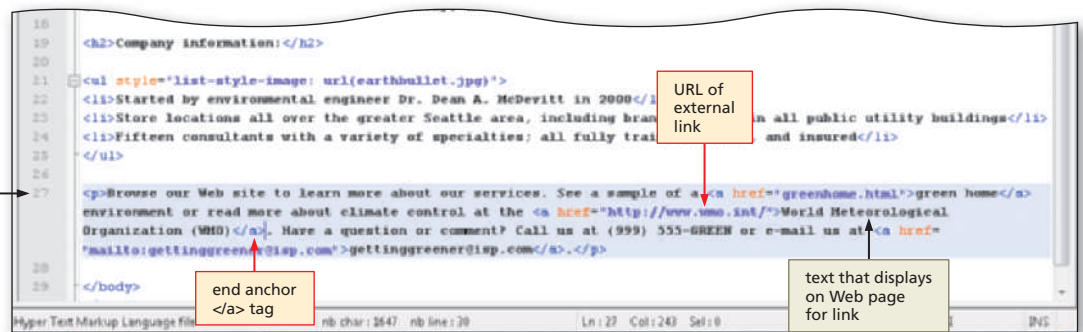 18
19 <h2>Company information:</h2>
20
21 <ul style="list-style-image: url(earthbullet.jpg)">
22 <li>Started by environmental engineer Dr. Dean A. McDevitt in 2000</
23 <li>Store locations all over the greater Seattle area, including bran in all public utility buildings</li>
24 <li>Fifteen consultants with a variety of specialties; all fully trai and insured</li>
25 </ul>
26
27 <p>Browse our Web site to learn more about our services. See a sample of a <a href="greenhome.html">green home</a>
environment or read more about climate control at the <a href="http://www.wmo.int/">World Meteorological
Organization (WMO)</a>. Have a question or comment? Call us at (999) 555-GREEN or e-mail us at <a href=
"mailto:gettinggreener@isp.com">gettinggreener@isp.com</a>.</p>
28
29 </body>
URL of
external
link
end anchor
</a> tag
text that displays
on Web page
for link
Hyper Text Markup Language file nb char : 1647 nb line : 30 Ln : 27 Col : 243 Sel : 0 INS